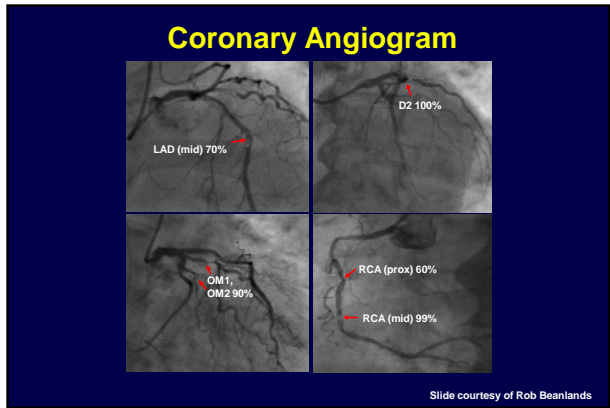 Coronary Angiogram
LAD (mid) 70%
D2 100%
OM1,
OM2 90%
RCA (prox) 60%
RCA (mid) 99%
Slide courtesy of Rob Beanlands